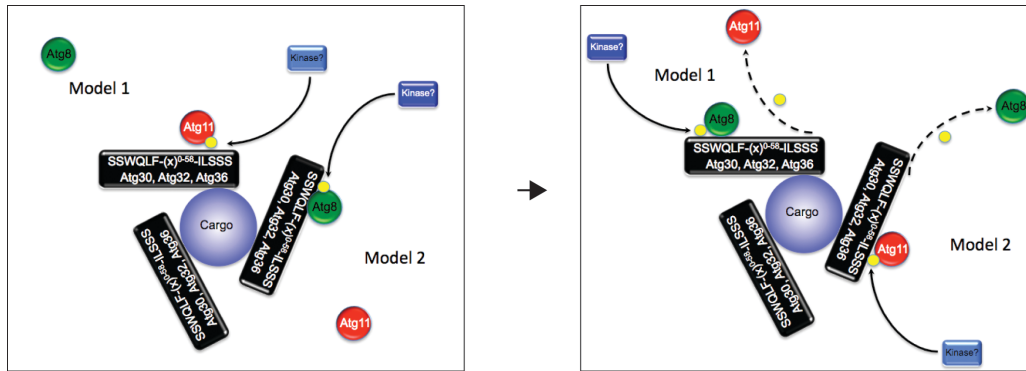 Atg8
Model 1
Kinase?
Kinase?
Atg11
SSWQLF-(x)0-58-ILSSS
Atg30, Atg32, Atg36
SSWQLF-(x)0-58-ILSSS
Atg30, Atg32, Atg36
Atg8
Cargo
Atg30, Atg32, Atg36
SSWQLF-(x)0-58-ILSSS
Model 2
Atg11
Kinase?
Atg11
Model 1
Atg8
Atg8
SSWQLF-(x)0-58-ILSSS
Atg30, Atg32, Atg36
Atg30, Atg32, Atg36
SSWQLF-(x)0-58-ILSSS
Cargo
Atg11
Atg30, Atg32, Atg36
SSWQLF-(x)0-58-ILSSS
Model 2
Kinase?